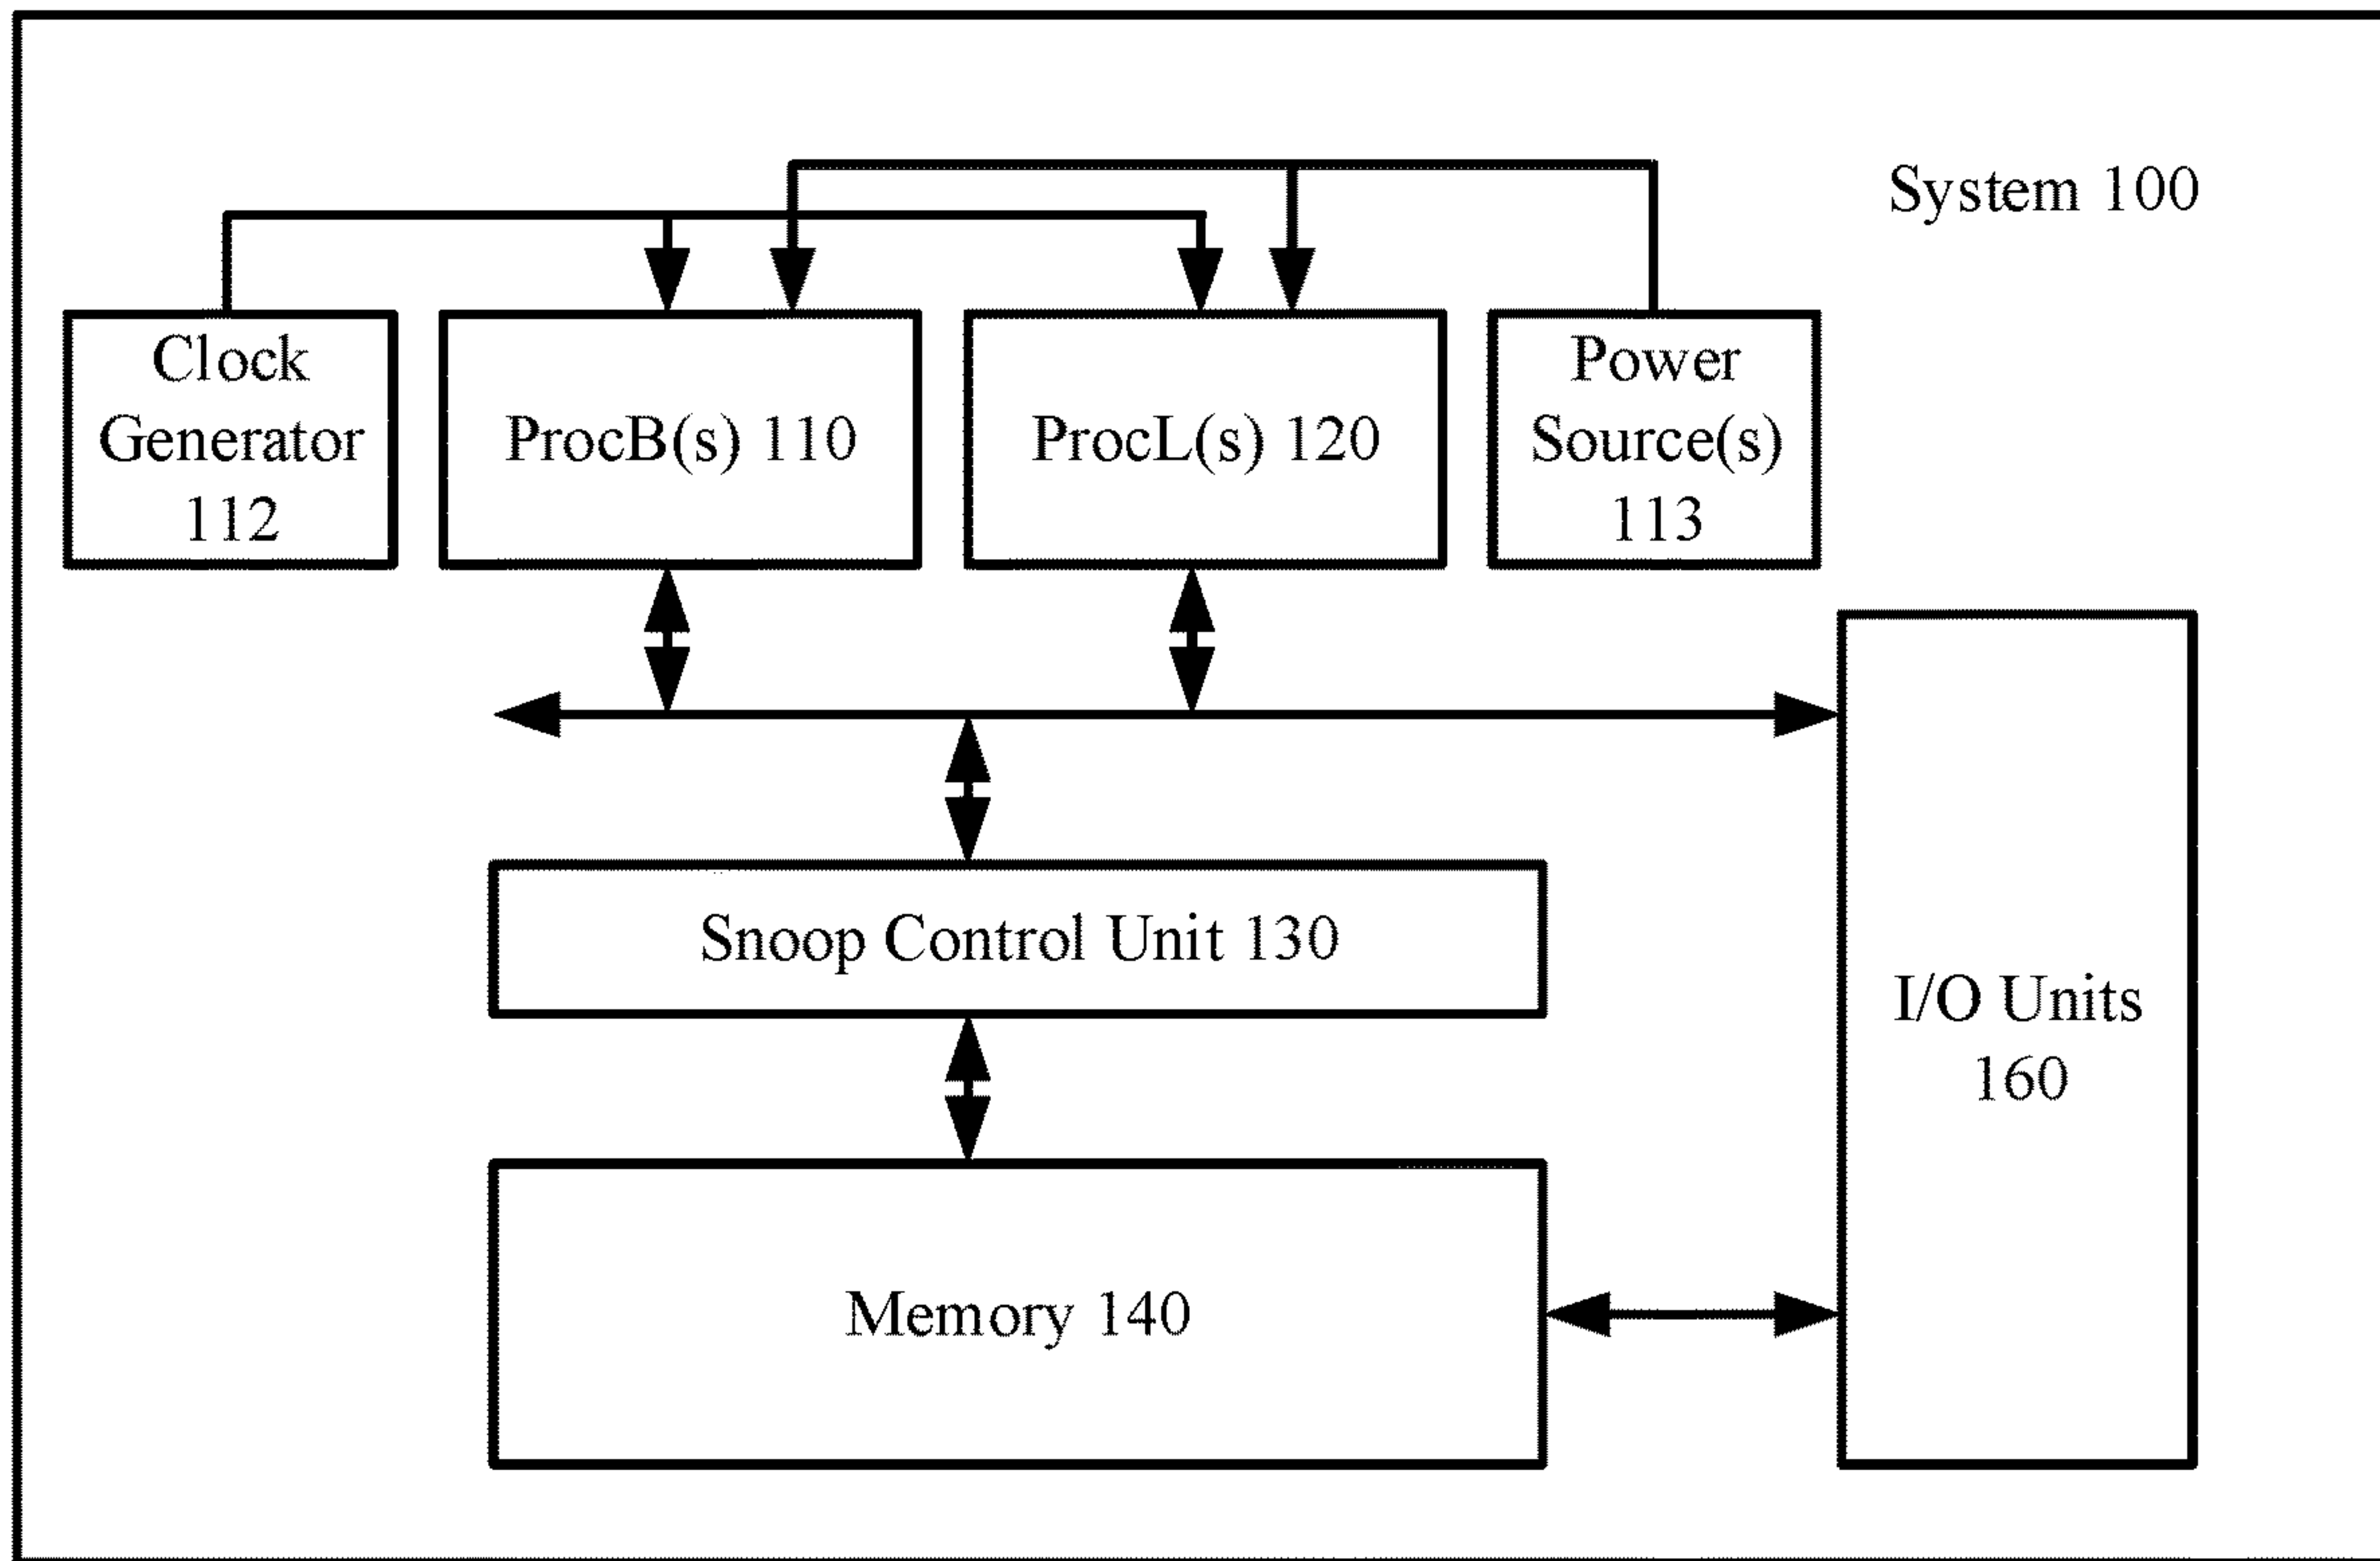 System 100
Clock
Generator
112
ProcB(s) 110
ProcL(s) 120
Power
Source(s)
113
Snoop Control Unit 130
I/O Units
160
Memory 140